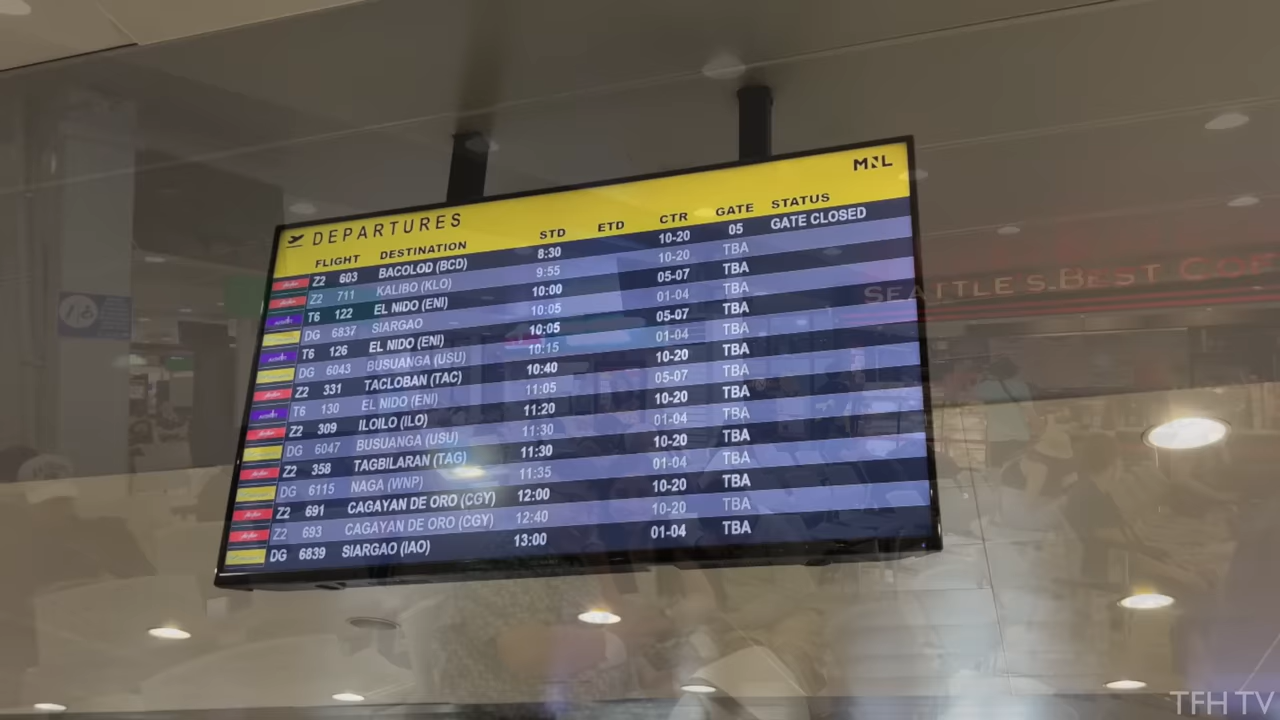 MNL
DEPARTURES
FLIGHT DESTINATION STD ETD CTR GATE STATUS
Z2 603 BACOLOD (BCD) 8:30 10-20 05 GATE CLOSED
Z2 711 KALIBO (KLO) 9:55 10-20 TBA
T6 122 EL NIDO (ENI) 10:00 05-07 TBA
DG 6837 SIARGAO 10:05 01-04 TBA
T6 126 EL NIDO (ENI) 10:05 05-07 TBA
DG 6043 BUSUANGA (USU) 10:15 01-04 TBA
Z2 331 TACLOBAN (TAC) 10:40 10-20 TBA
T6 130 EL NIDO (ENI) 11:05 05-07 TBA
Z2 309 ILOILO (ILO) 11:20 10-20 TBA
DG 6047 BUSUANGA (USU) 11:30 01-04 TBA
Z2 358 TAGBILARAN (TAG) 11:30 10-20 TBA
DG 6115 NAGA (WNP) 11:35 01-04 TBA
Z2 691 CAGAYAN DE ORO (CGY) 12:00 10-20 TBA
Z2 693 CAGAYAN DE ORO (CGY) 12:40 10-20 TBA
DG 6839 SIARGAO (IAO) 13:00 01-04 TBA
SEATTLE'S BEST COF
TFH TV